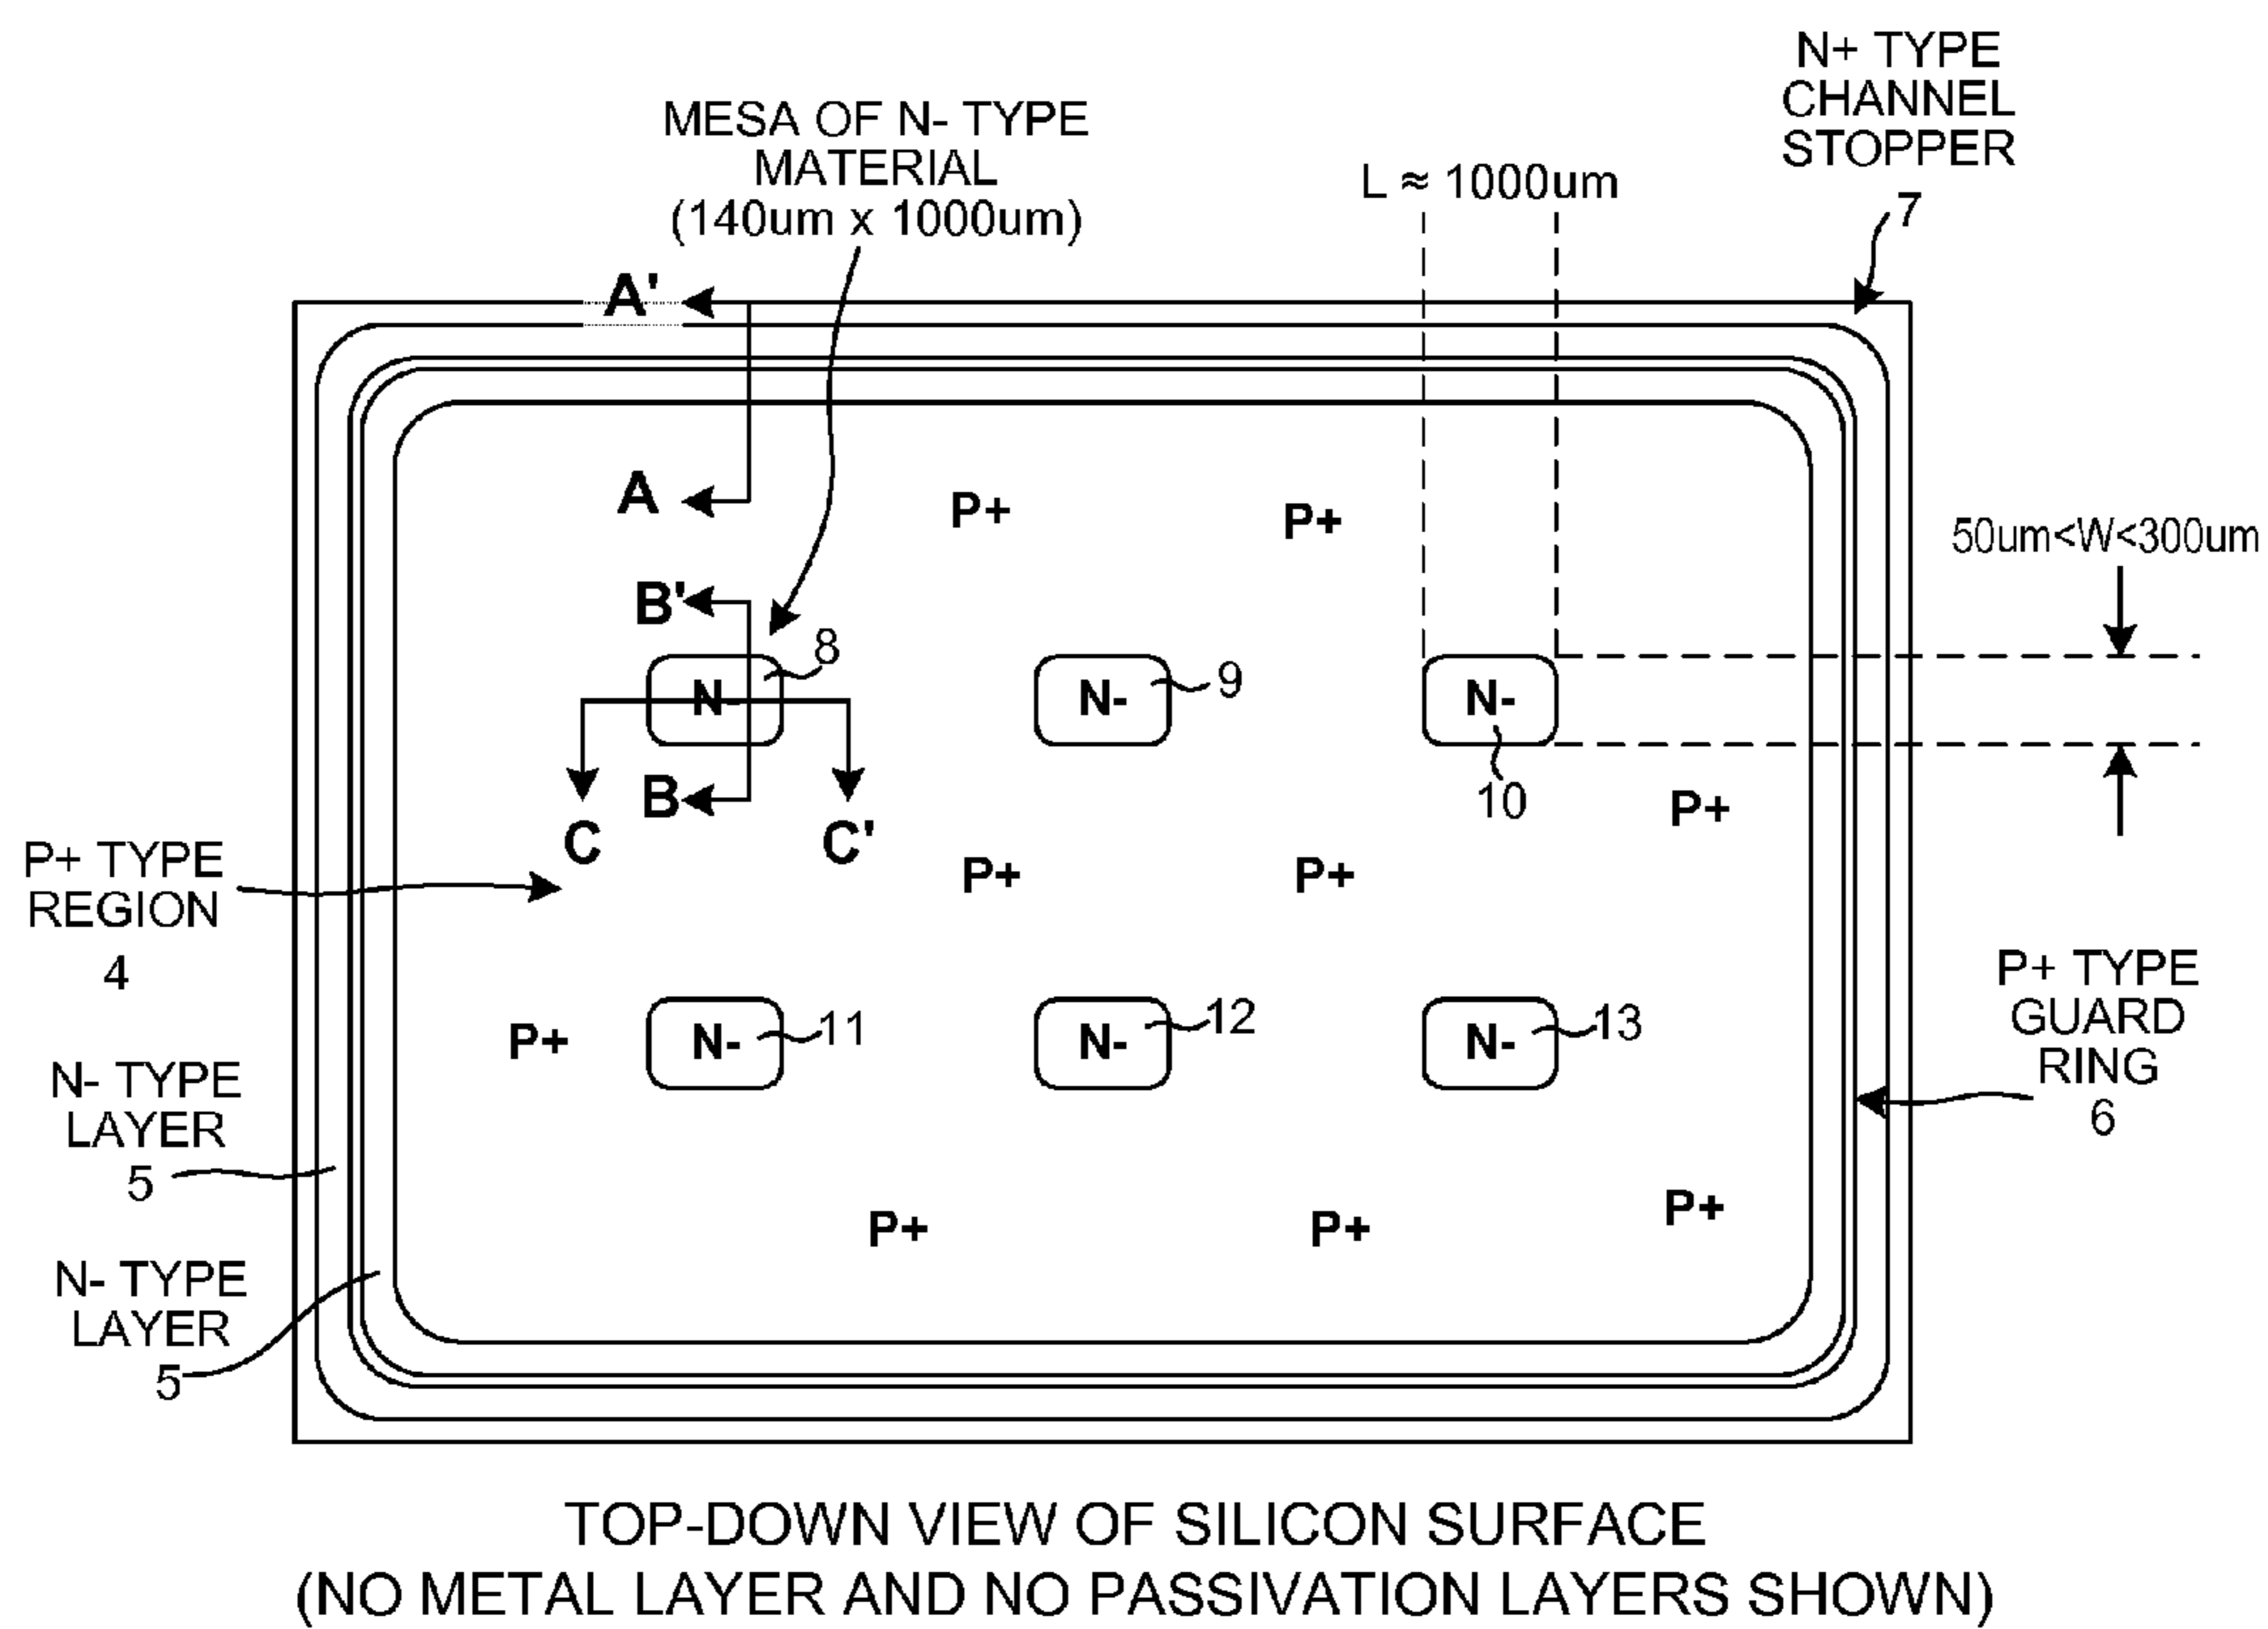 N+ TYPE
CHANNEL
STOPPER
7
MESA OF N- TYPE
MATERIAL
(140um x 1000um)
L ≈ 1000um
A'
A
P+
P+
50um<W<300um
B'
8
N-
9
N-
N-
10
B
C
C'
P+
P+ TYPE
REGION
4
P+
P+
P+ TYPE
GUARD
RING
6
P+
N-
11
N-
12
N-
13
N- TYPE
LAYER
5
P+
P+
P+
N- TYPE
LAYER
5
TOP-DOWN VIEW OF SILICON SURFACE
(NO METAL LAYER AND NO PASSIVATION LAYERS SHOWN)